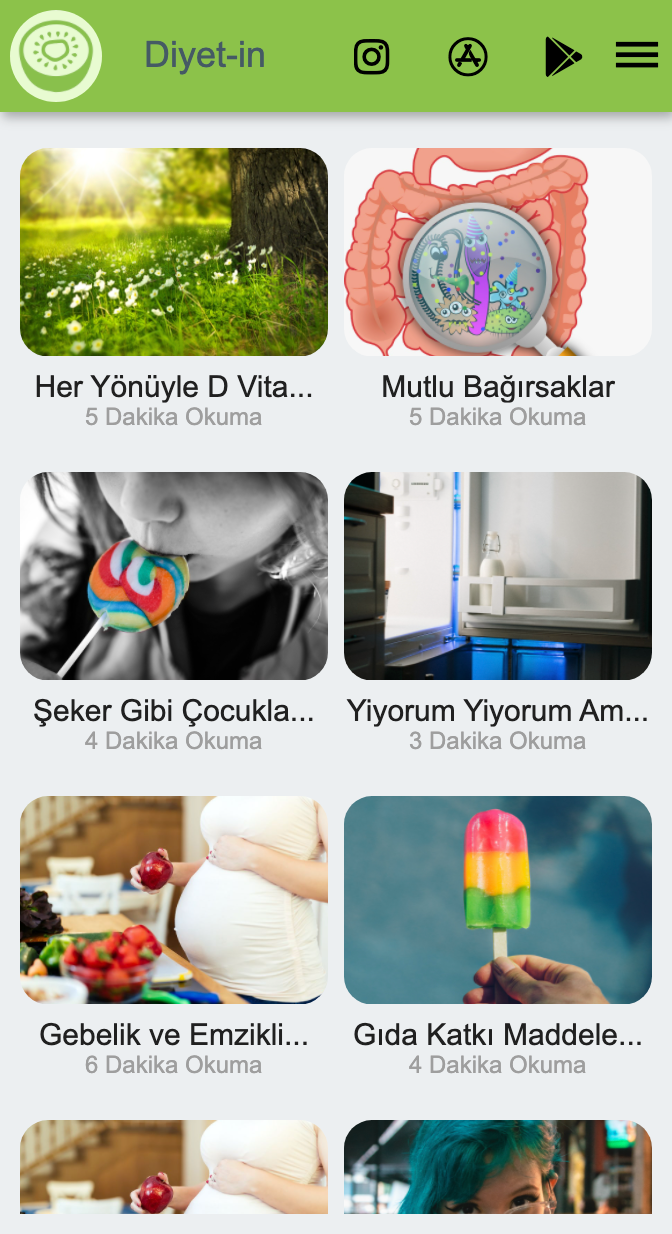 Diyet-in
Her Yönüyle D Vita...
5 Dakika Okuma
Mutlu Bağırsaklar
5 Dakika Okuma
Şeker Gibi Çocukla...
4 Dakika Okuma
Yiyorum Yiyorum Am...
3 Dakika Okuma
Gebelik ve Emzikli...
6 Dakika Okuma
Gıda Katkı Maddele...
4 Dakika Okuma